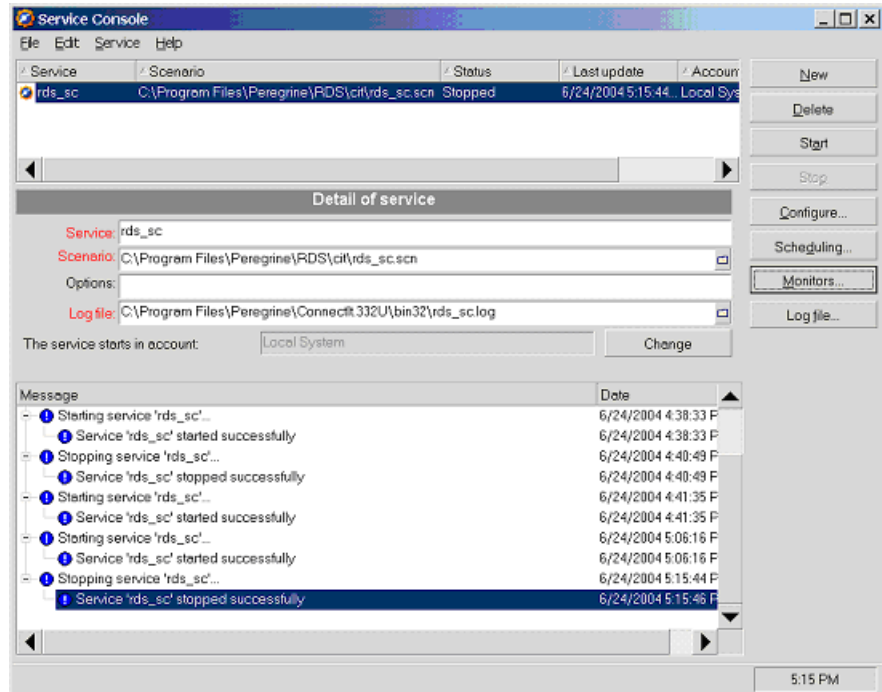 Service Console
File Edit Service Help
Service Scenario Status Last update Accoun
rds_sc C:\Program Files\Peregrine\RDS\cit\rds_sc.scn Stopped 6/24/2004 5:15:44... Local Sys
New
Delete
Start
Stop
Configure...
Scheduling...
Monitors...
Log file...
Detail of service
Service: rds_sc
Scenario: C:\Program Files\Peregrine\RDS\cit\rds_sc.scn
Options:
Log file: C:\Program Files\Peregrine\ConnectIt.332U\bin32\rds_sc.log
The service starts in account: Local System Change
Message Date
Starting service 'rds_sc'... 6/24/2004 4:38:33 P
Service 'rds_sc' started successfully 6/24/2004 4:38:33 P
Stopping service 'rds_sc'... 6/24/2004 4:40:49 P
Service 'rds_sc' stopped successfully 6/24/2004 4:40:49 P
Starting service 'rds_sc'... 6/24/2004 4:41:35 P
Service 'rds_sc' started successfully 6/24/2004 4:41:35 P
Starting service 'rds_sc'... 6/24/2004 5:06:16 P
Service 'rds_sc' started successfully 6/24/2004 5:06:16 P
Stopping service 'rds_sc'... 6/24/2004 5:15:44 P
Service 'rds_sc' stopped successfully 6/24/2004 5:15:46 P
5:15 PM